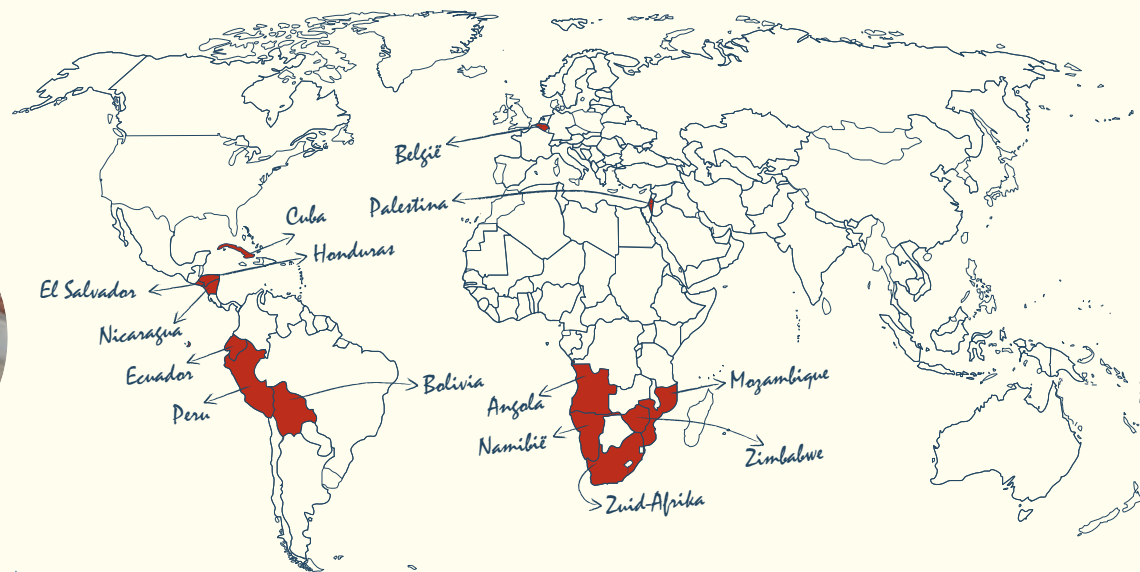 België
Palestina
Cuba
Honduras
El Salvador
Nicaragua
Ecuador
Bolivia
Peru
Mozambique
Angola
Namibië
Zimbabwe
Zuid-Afrika